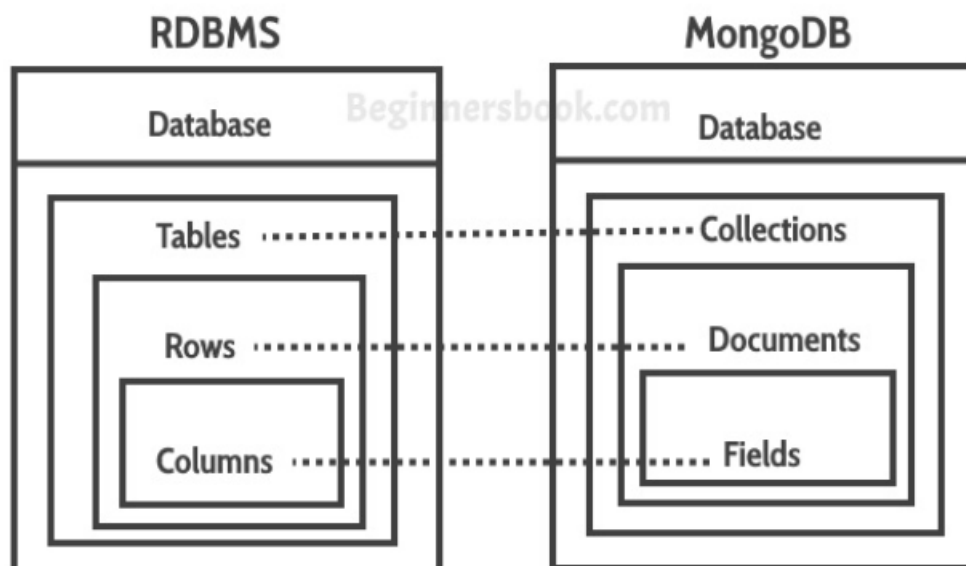 RDBMS MongoDB
Beginnersbook.com
Database Database
Tables Collections
Rows Documents
Columns Fields